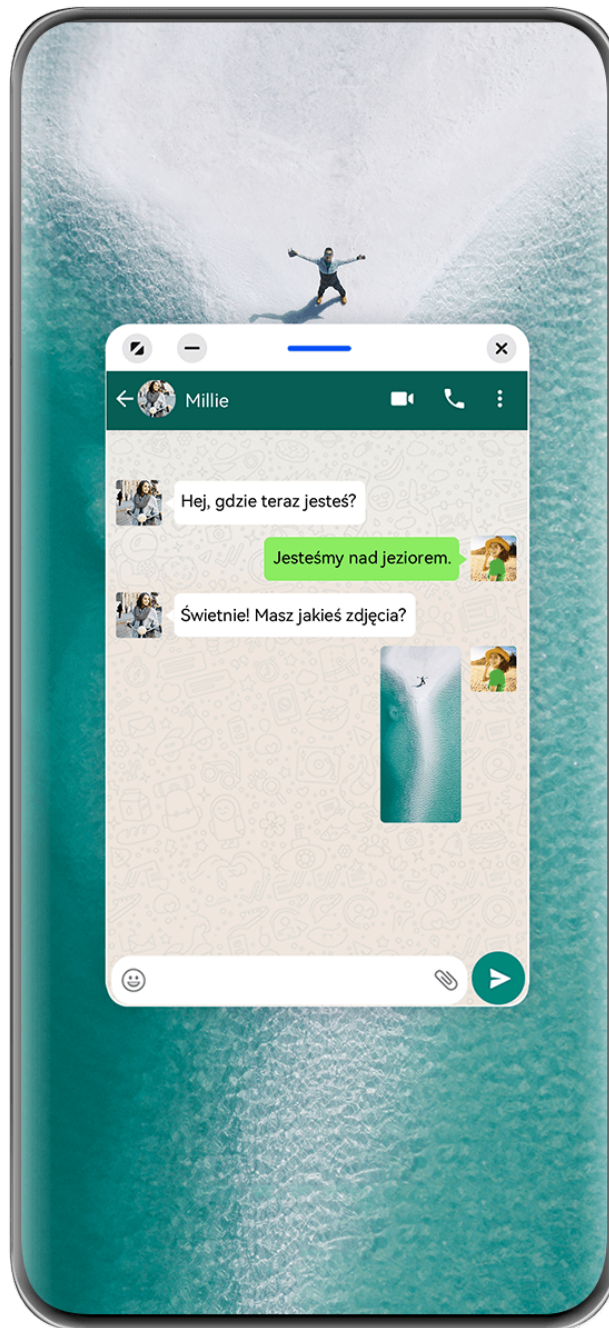 Millie
Hej, gdzie teraz jesteś?
Jesteśmy nad jeziorem.
Świetnie! Masz jakieś zdjęcia?